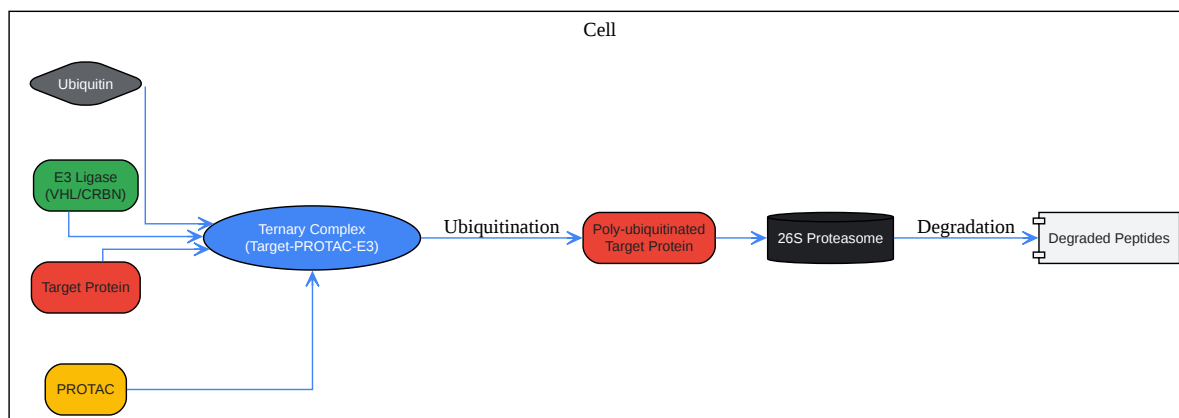 Cell
Ubiquitin
E3 Ligase
(VHL/CRBN)
Target Protein
PROTAC
Ternary Complex
(Target-PROTAC-E3)
Ubiquitination
Poly-ubiquitinated
Target Protein
26S Proteasome
Degradation
Degraded Peptides